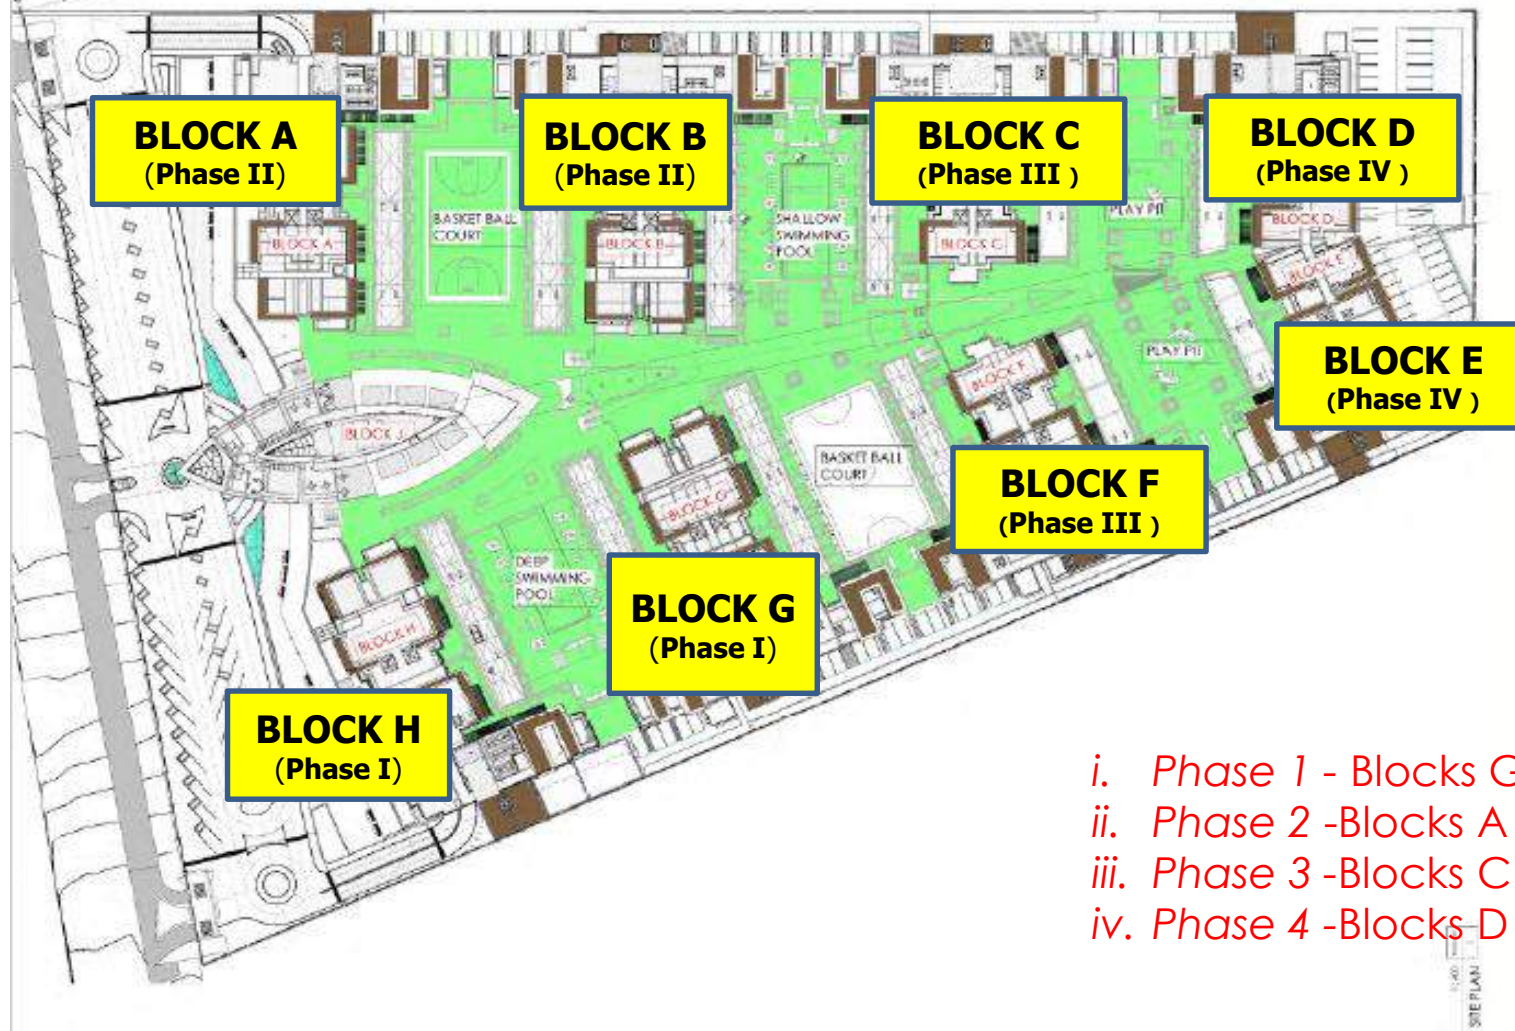 BLOCK A
(Phase II)
BLOCK B
(Phase II)
BLOCK C
(Phase III )
BLOCK D
(Phase IV )
BASKET BALL
COURT
SHALLOW
SWIMMING
POOL
PLAY PIT
BLOCK A
BLOCK B
BLOCK C
BLOCK D
BLOCK E
BLOCK E
(Phase IV )
PLAY PIT
BLOCK F
BLOCK J
BASKET BALL
COURT
BLOCK F
(Phase III )
BLOCK G
DEEP
SWIMMING
POOL
BLOCK G
(Phase I)
BLOCK H
BLOCK H
(Phase I)
i. Phase 1 - Blocks G
ii. Phase 2 -Blocks A
iii. Phase 3 -Blocks C
iv. Phase 4 -Blocks D
SITE PLAN